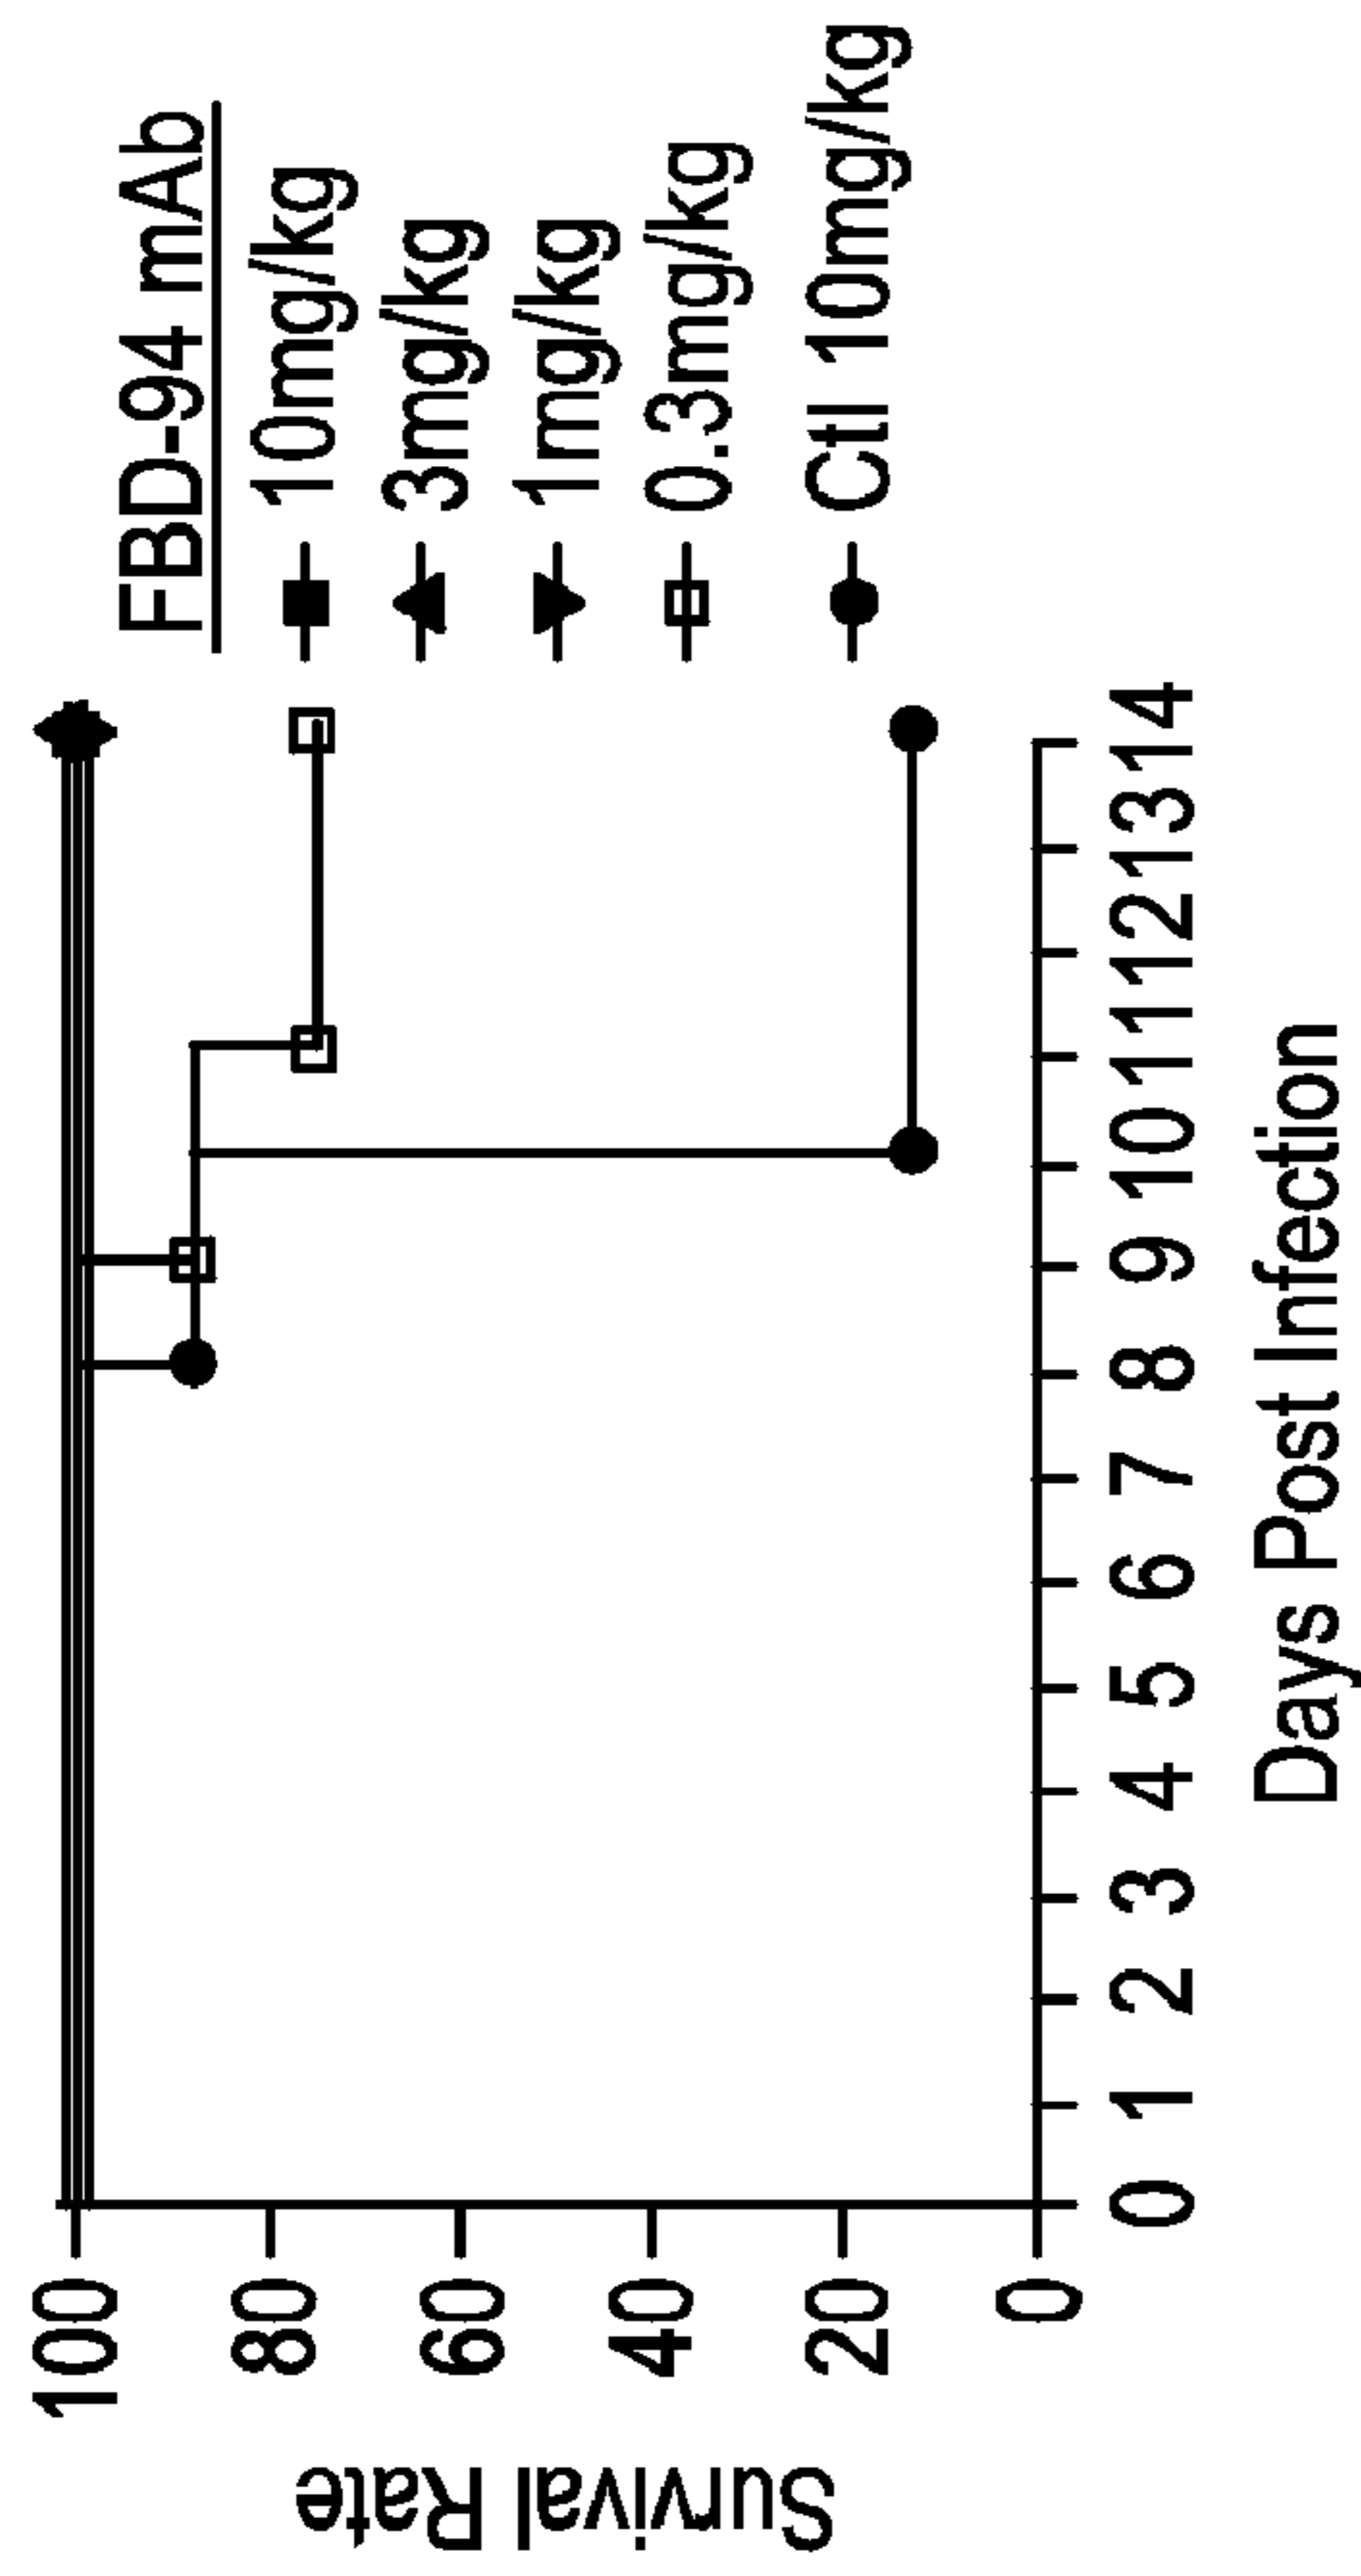 FBD-94 mAb
10mg/kg
3mg/kg
1mg/kg
0.3mg/kg
Ctl 10mg/kg
Survival Rate
100
80
60
40
20
0
0 1 2 3 4 5 6 7 8 9 10 11 12 13 14
Days Post Infection